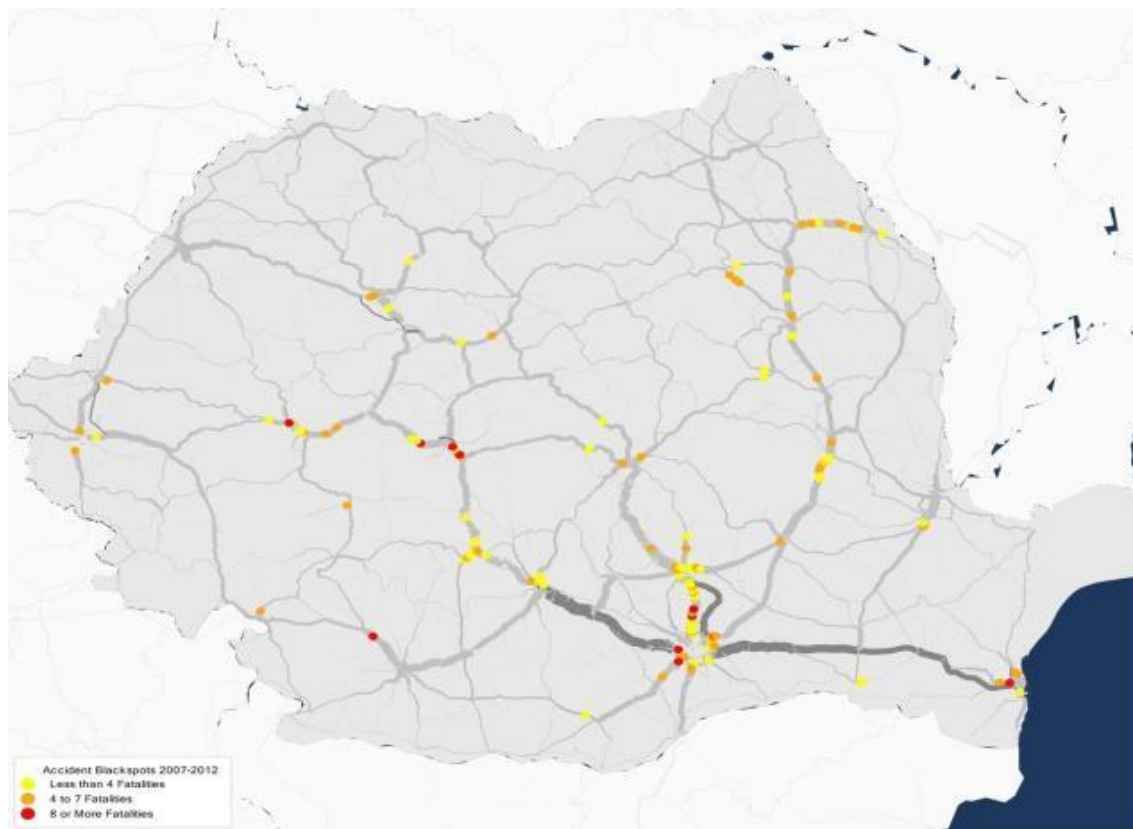 Accident Blackspots 2007-2012
Less than 4 Fatalities
4 to 7 Fatalities
8 or More Fatalities